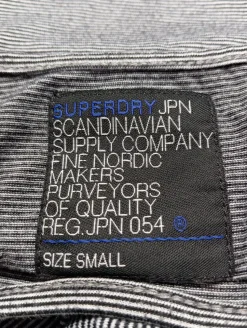 SUPERDRY JPN
SCANDINAVIAN
SUPPLY COMPANY
FINE NORDIC
MAKERS
PURVEYORS
OF QUALITY
REG. JPN 054 ®
SIZE SMALL